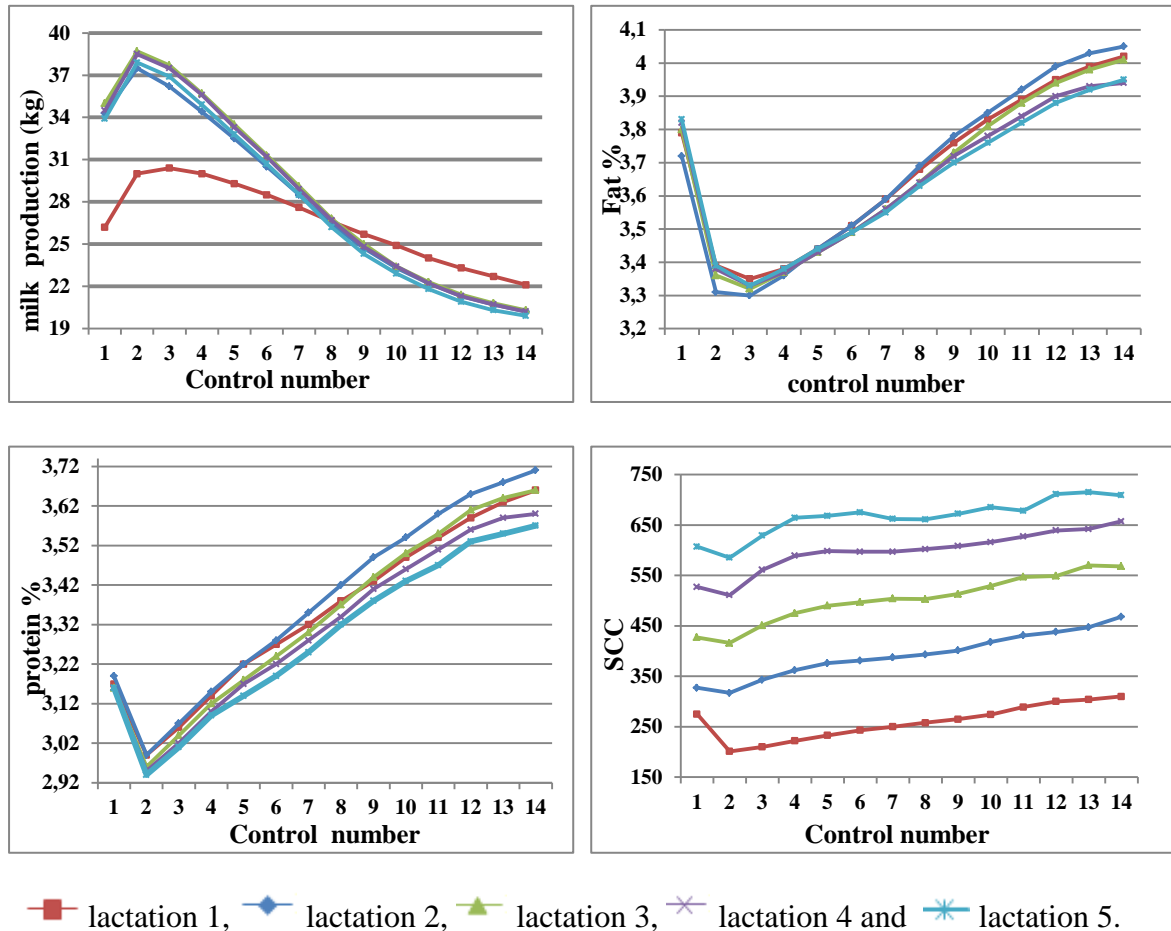 milk production (kg)
40
37
34
31
28
25
22
19
1 2 3 4 5 6 7 8 9 10 11 12 13 14
Control number
Fat %
4,1
4
3,9
3,8
3,7
3,6
3,5
3,4
3,3
3,2
1 2 3 4 5 6 7 8 9 10 11 12 13 14
control number
protein %
3,72
3,62
3,52
3,42
3,32
3,22
3,12
3,02
2,92
1 2 3 4 5 6 7 8 9 10 11 12 13 14
Control number
SCC
750
650
550
450
350
250
150
1 2 3 4 5 6 7 8 9 10 11 12 13 14
Control number
lactation 1, lactation 2, lactation 3, lactation 4 and lactation 5.